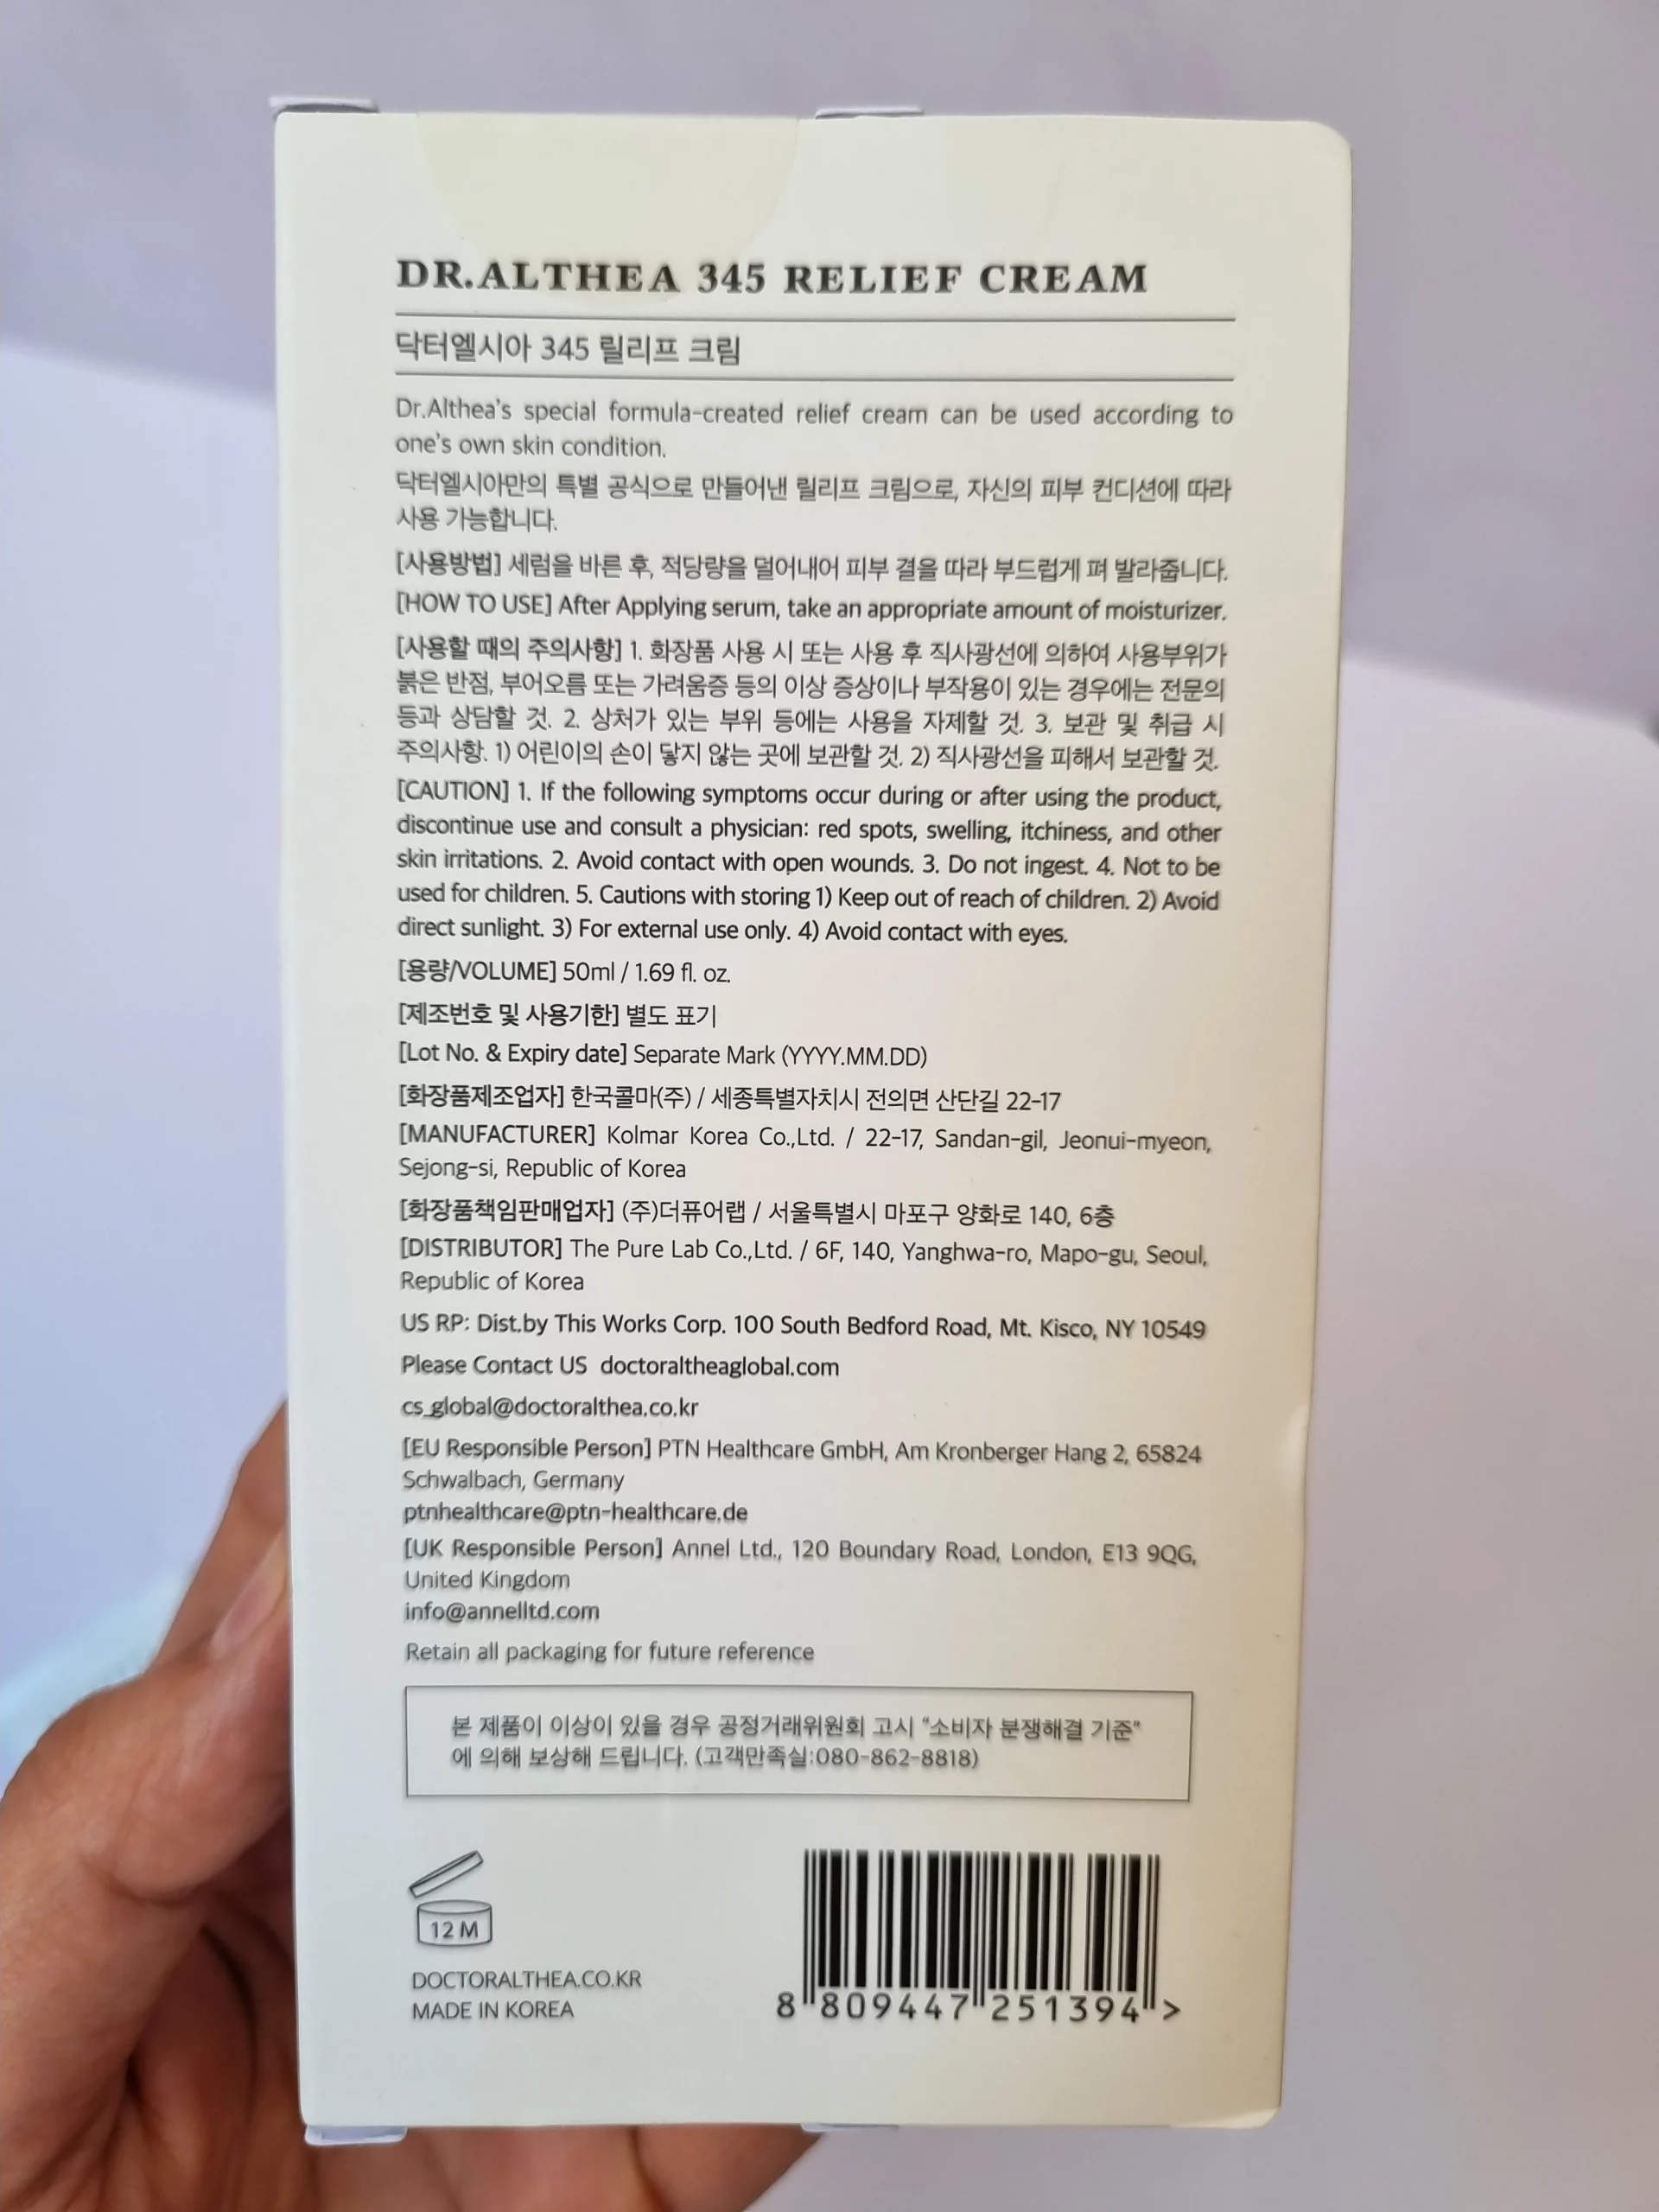 DR.ALTHEA 345 RELIEF CREAM
닥터엘시아 345 릴리프 크림
Dr.Althea's special formula-created relief cream can be used according to
one's own skin condition.
닥터엘시아만의 특별 공식으로 만들어낸 릴리프 크림으로, 자신의 피부 컨디션에 따라
사용 가능합니다.
[사용방법] 세럼을 바른 후, 적당량을 덜어내어 피부 결을 따라 부드럽게 펴 발라줍니다.
[HOW TO USE] After Applying serum, take an appropriate amount of moisturizer.
[사용할 때의 주의사항] 1. 화장품 사용 시 또는 사용 후 직사광선에 의하여 사용부위가
붉은 반점, 부어오름 또는 가려움증 등의 이상 증상이나 부작용이 있는 경우에는 전문의
등과 상담할 것. 2. 상처가 있는 부위 등에는 사용을 자제할 것. 3. 보관 및 취급 시
주의사항. 1) 어린이의 손이 닿지 않는 곳에 보관할 것. 2) 직사광선을 피해서 보관할 것.
[CAUTION] 1. If the following symptoms occur during or after using the product,
discontinue use and consult a physician: red spots, swelling, itchiness, and other
skin irritations. 2. Avoid contact with open wounds. 3. Do not ingest. 4. Not to be
used for children. 5. Cautions with storing 1) Keep out of reach of children. 2) Avoid
direct sunlight. 3) For external use only. 4) Avoid contact with eyes.
[용량/VOLUME] 50ml / 1.69 fl. oz.
[제조번호 및 사용기한] 별도 표기
[Lot No. & Expiry date] Separate Mark (YYYY.MM.DD)
[화장품제조업자] 한국콜마(주) / 세종특별자치시 전의면 산단길 22-17
[MANUFACTURER] Kolmar Korea Co.,Ltd. / 22-17, Sandan-gil, Jeonui-myeon,
Sejong-si, Republic of Korea
[화장품책임판매업자] (주)더퓨어랩 / 서울특별시 마포구 양화로 140, 6층
[DISTRIBUTOR] The Pure Lab Co.,Ltd. / 6F, 140, Yanghwa-ro, Mapo-gu, Seoul,
Republic of Korea
US RP: Dist.by This Works Corp. 100 South Bedford Road, Mt. Kisco, NY 10549
Please Contact US doctoraltheaglobal.com
cs_global@doctoralthea.co.kr
[EU Responsible Person] PTN Healthcare GmbH, Am Kronberger Hang 2, 65824
Schwalbach, Germany
ptnhealthcare@ptn-healthcare.de
[UK Responsible Person] Annel Ltd., 120 Boundary Road, London, E13 9QG,
United Kingdom
info@annelltd.com
Retain all packaging for future reference
본 제품이 이상이 있을 경우 공정거래위원회 고시 "소비자 분쟁해결 기준"
에 의해 보상해 드립니다. (고객만족실:080-862-8818)
12 M
DOCTORALTHEA.CO.KR
MADE IN KOREA
8 809447 251394 >